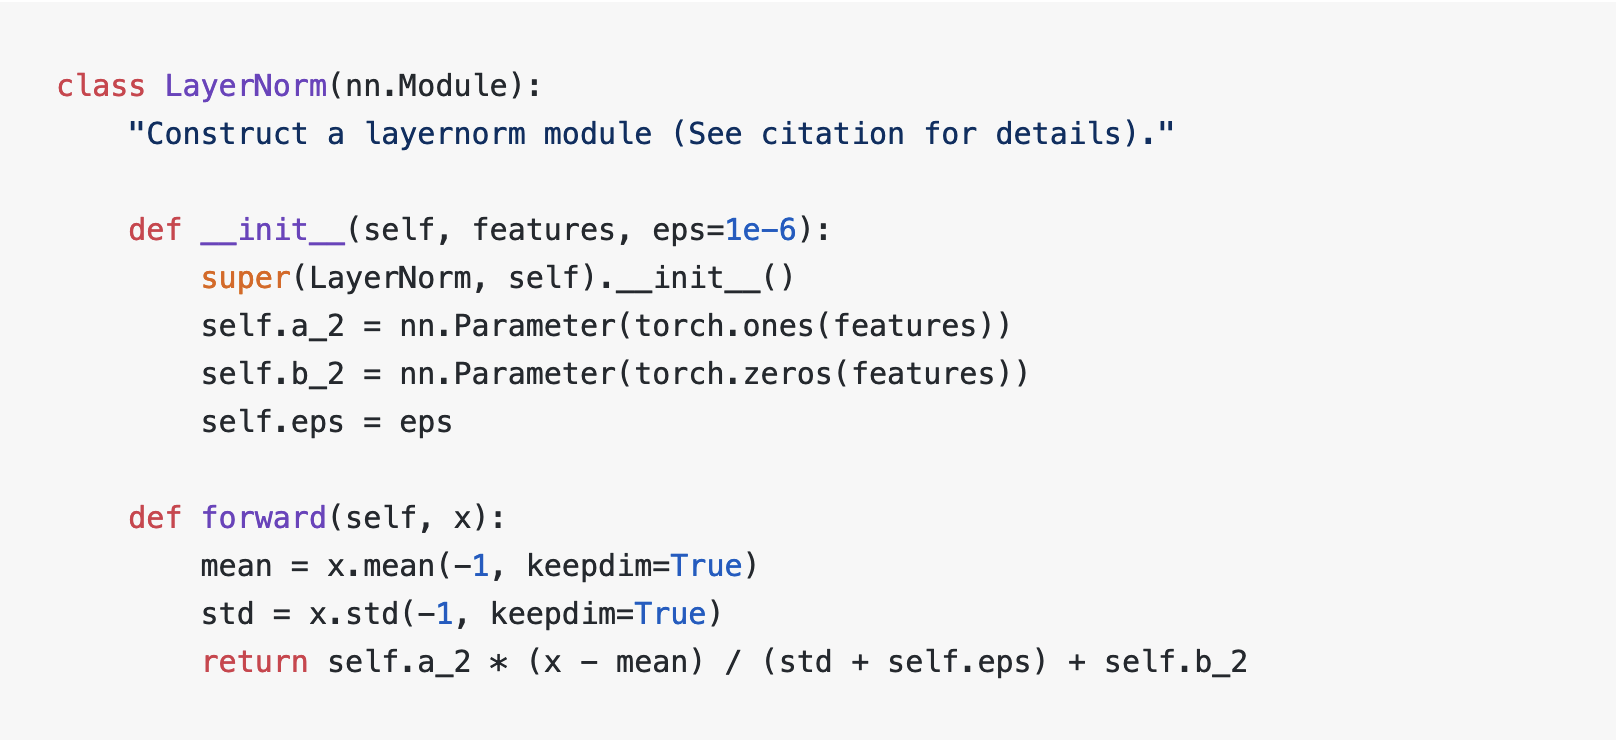 class LayerNorm(nn.Module):
    "Construct a layernorm module (See citation for details)."
    def __init__(self, features, eps=1e-6):
        super(LayerNorm, self).__init__()
        self.a_2 = nn.Parameter(torch.ones(features))
        self.b_2 = nn.Parameter(torch.zeros(features))
        self.eps = eps
    def forward(self, x):
        mean = x.mean(-1, keepdim=True)
        std = x.std(-1, keepdim=True)
        return self.a_2 * (x - mean) / (std + self.eps) + self.b_2